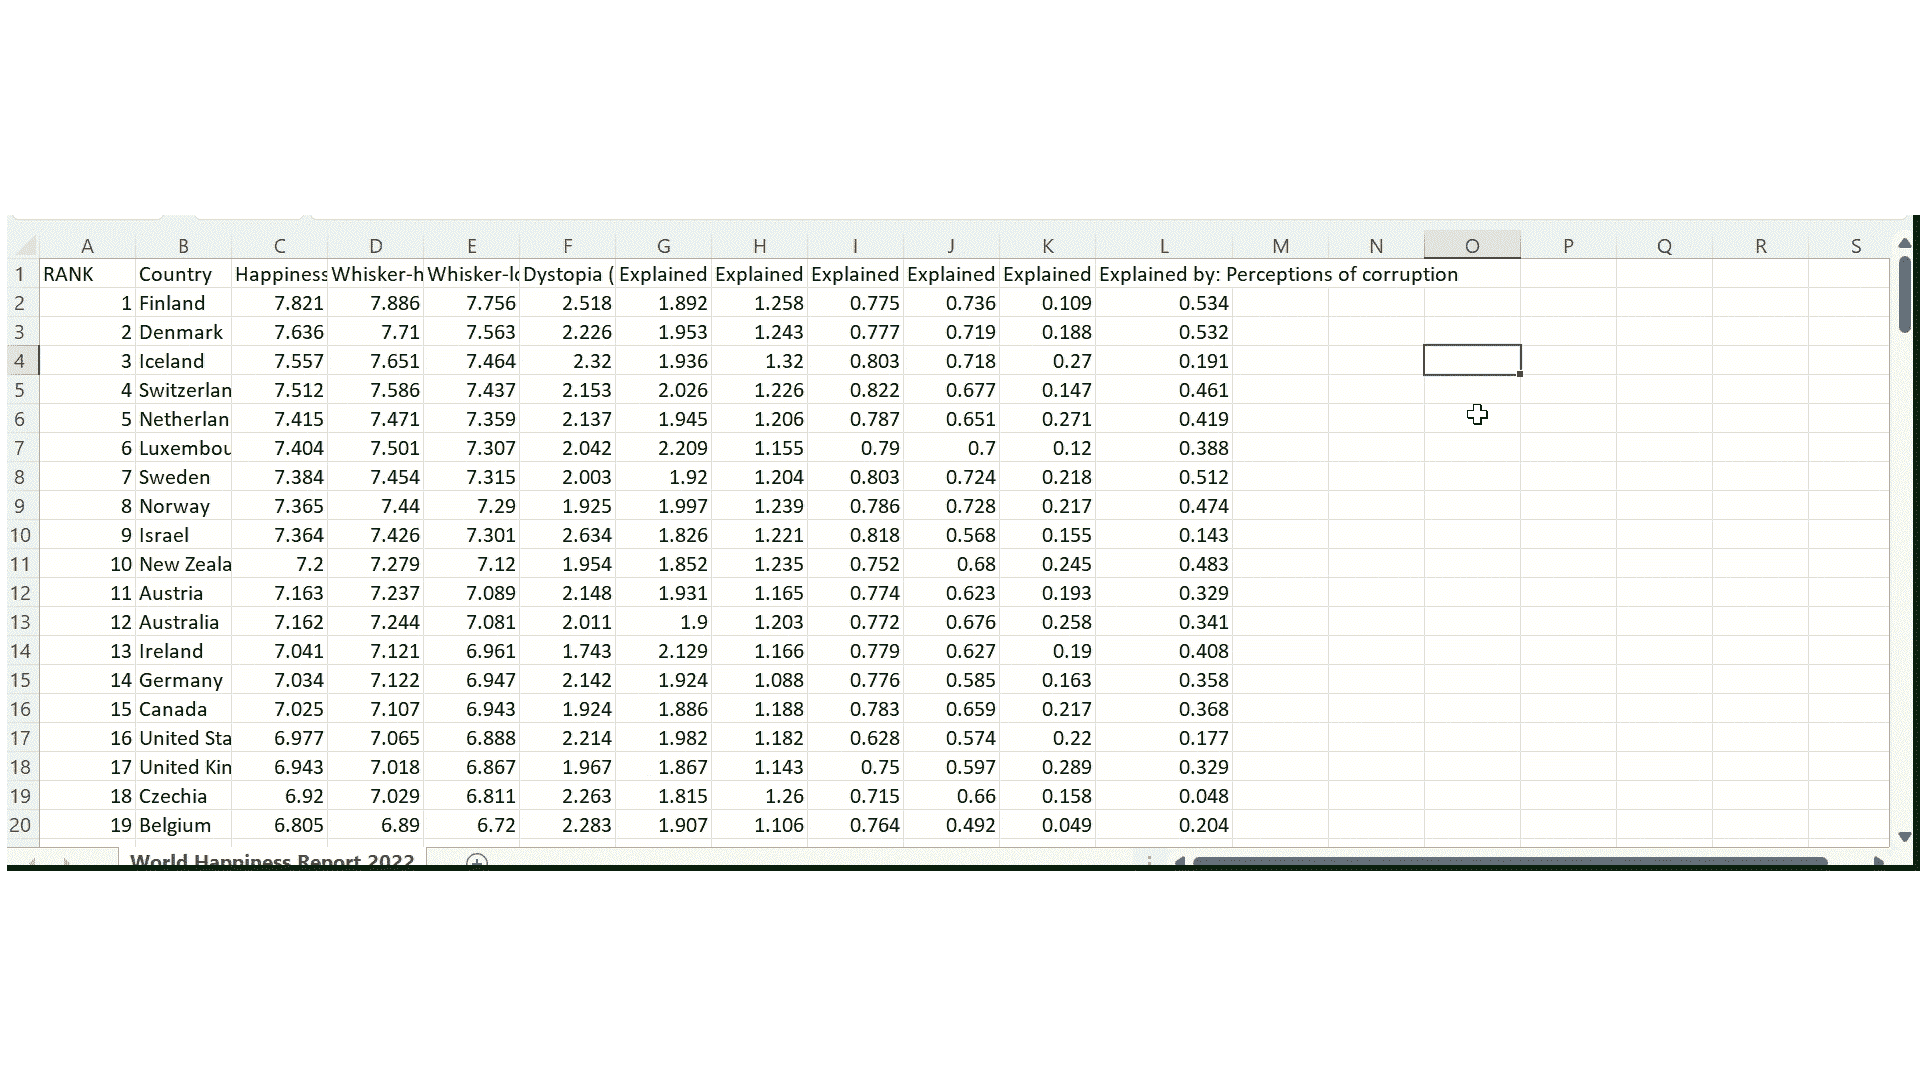 A B C D E F G H I J K L M N O P Q R S
1 RANK Country Happiness Whisker-h Whisker-lo Dystopia ( Explained Explained Explained Explained Explained Explained by: Perceptions of corruption
2 1 Finland 7.821 7.886 7.756 2.518 1.892 1.258 0.775 0.736 0.109 0.534
3 2 Denmark 7.636 7.71 7.563 2.226 1.953 1.243 0.777 0.719 0.188 0.532
4 3 Iceland 7.557 7.651 7.464 2.32 1.936 1.32 0.803 0.718 0.27 0.191
5 4 Switzerlan 7.512 7.586 7.437 2.153 2.026 1.226 0.822 0.677 0.147 0.461
6 5 Netherlan 7.415 7.471 7.359 2.137 1.945 1.206 0.787 0.651 0.271 0.419
7 6 Luxembou 7.404 7.501 7.307 2.042 2.209 1.155 0.79 0.7 0.12 0.388
8 7 Sweden 7.384 7.454 7.315 2.003 1.92 1.204 0.803 0.724 0.218 0.512
9 8 Norway 7.365 7.44 7.29 1.925 1.997 1.239 0.786 0.728 0.217 0.474
10 9 Israel 7.364 7.426 7.301 2.634 1.826 1.221 0.818 0.568 0.155 0.143
11 10 New Zeala 7.2 7.279 7.12 1.954 1.852 1.235 0.752 0.68 0.245 0.483
12 11 Austria 7.163 7.237 7.089 2.148 1.931 1.165 0.774 0.623 0.193 0.329
13 12 Australia 7.162 7.244 7.081 2.011 1.9 1.203 0.772 0.676 0.258 0.341
14 13 Ireland 7.041 7.121 6.961 1.743 2.129 1.166 0.779 0.627 0.19 0.408
15 14 Germany 7.034 7.122 6.947 2.142 1.924 1.088 0.776 0.585 0.163 0.358
16 15 Canada 7.025 7.107 6.943 1.924 1.886 1.188 0.783 0.659 0.217 0.368
17 16 United Sta 6.977 7.065 6.888 2.214 1.982 1.182 0.628 0.574 0.22 0.177
18 17 United Kin 6.943 7.018 6.867 1.967 1.867 1.143 0.75 0.597 0.289 0.329
19 18 Czechia 6.92 7.029 6.811 2.263 1.815 1.26 0.715 0.66 0.158 0.048
20 19 Belgium 6.805 6.89 6.72 2.283 1.907 1.106 0.764 0.492 0.049 0.204
World Happiness Report 2022